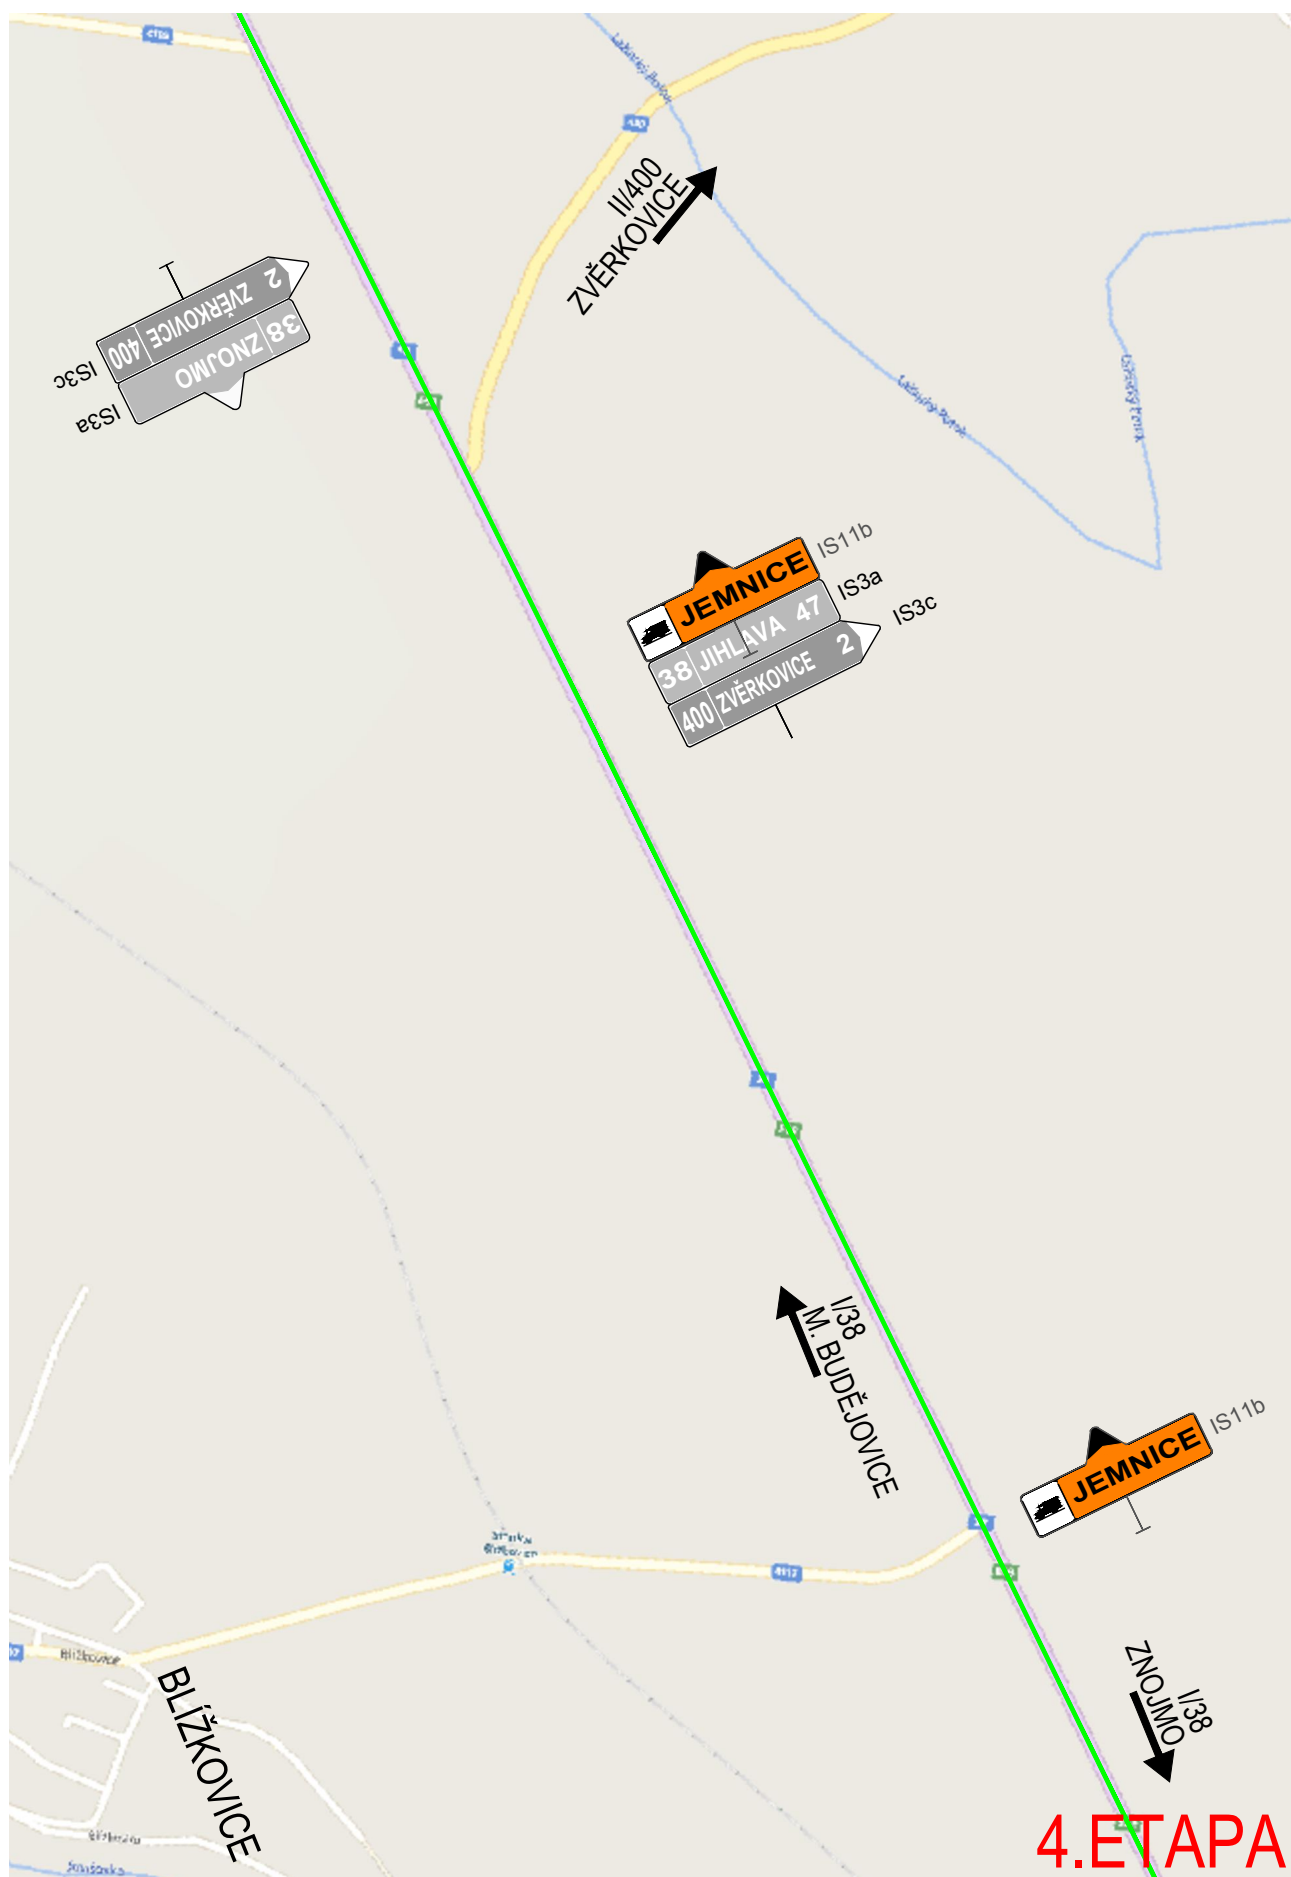 II/400
ZVĚRKOVICE
2 ZVĚRKOVICE 400
IS3c
38 ZNOJMO
IS3a
JEMNICE
IS11b
38 JIHLAVA 47
IS3a
400 ZVĚRKOVICE 2
IS3c
I/38
M. BUDĚJOVICE
JEMNICE
IS11b
Blížkovice
BLÍŽKOVICE
I/38
ZNOJMO
4.ETAPA